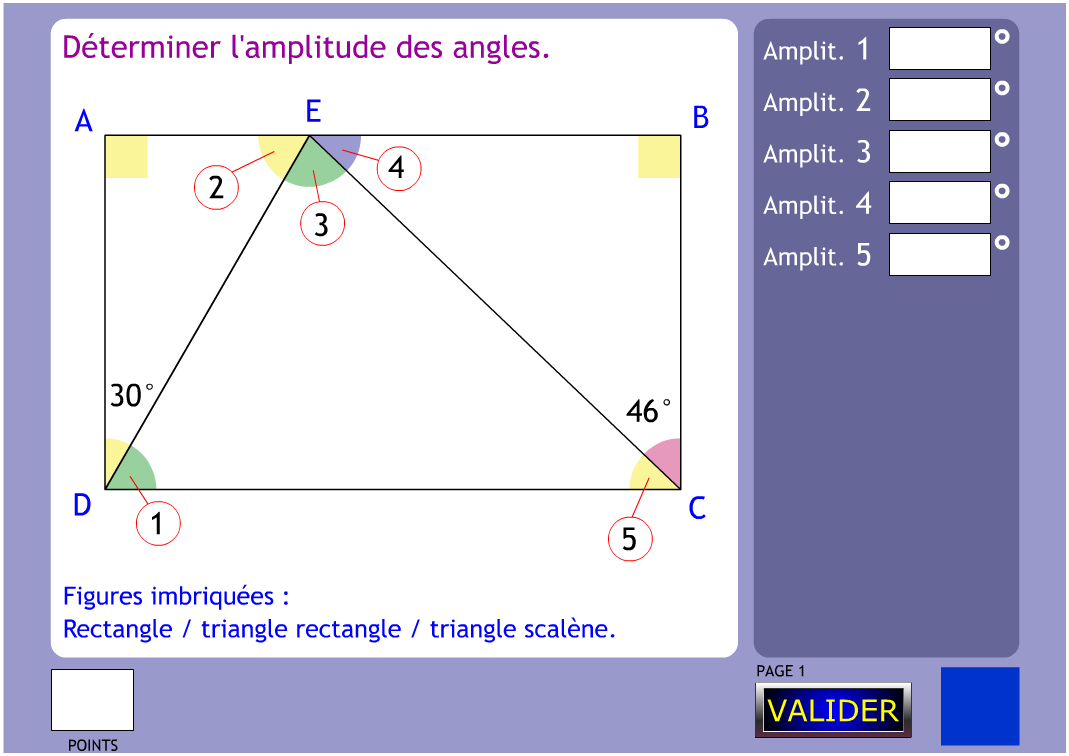 Déterminer l'amplitude des angles.
A
E
B
2
3
4
30°
46°
D
C
1
5
Figures imbriquées :
Rectangle / triangle rectangle / triangle scalène.
Amplit. 1 °
Amplit. 2 °
Amplit. 3 °
Amplit. 4 °
Amplit. 5 °
POINTS
PAGE 1
VALIDER